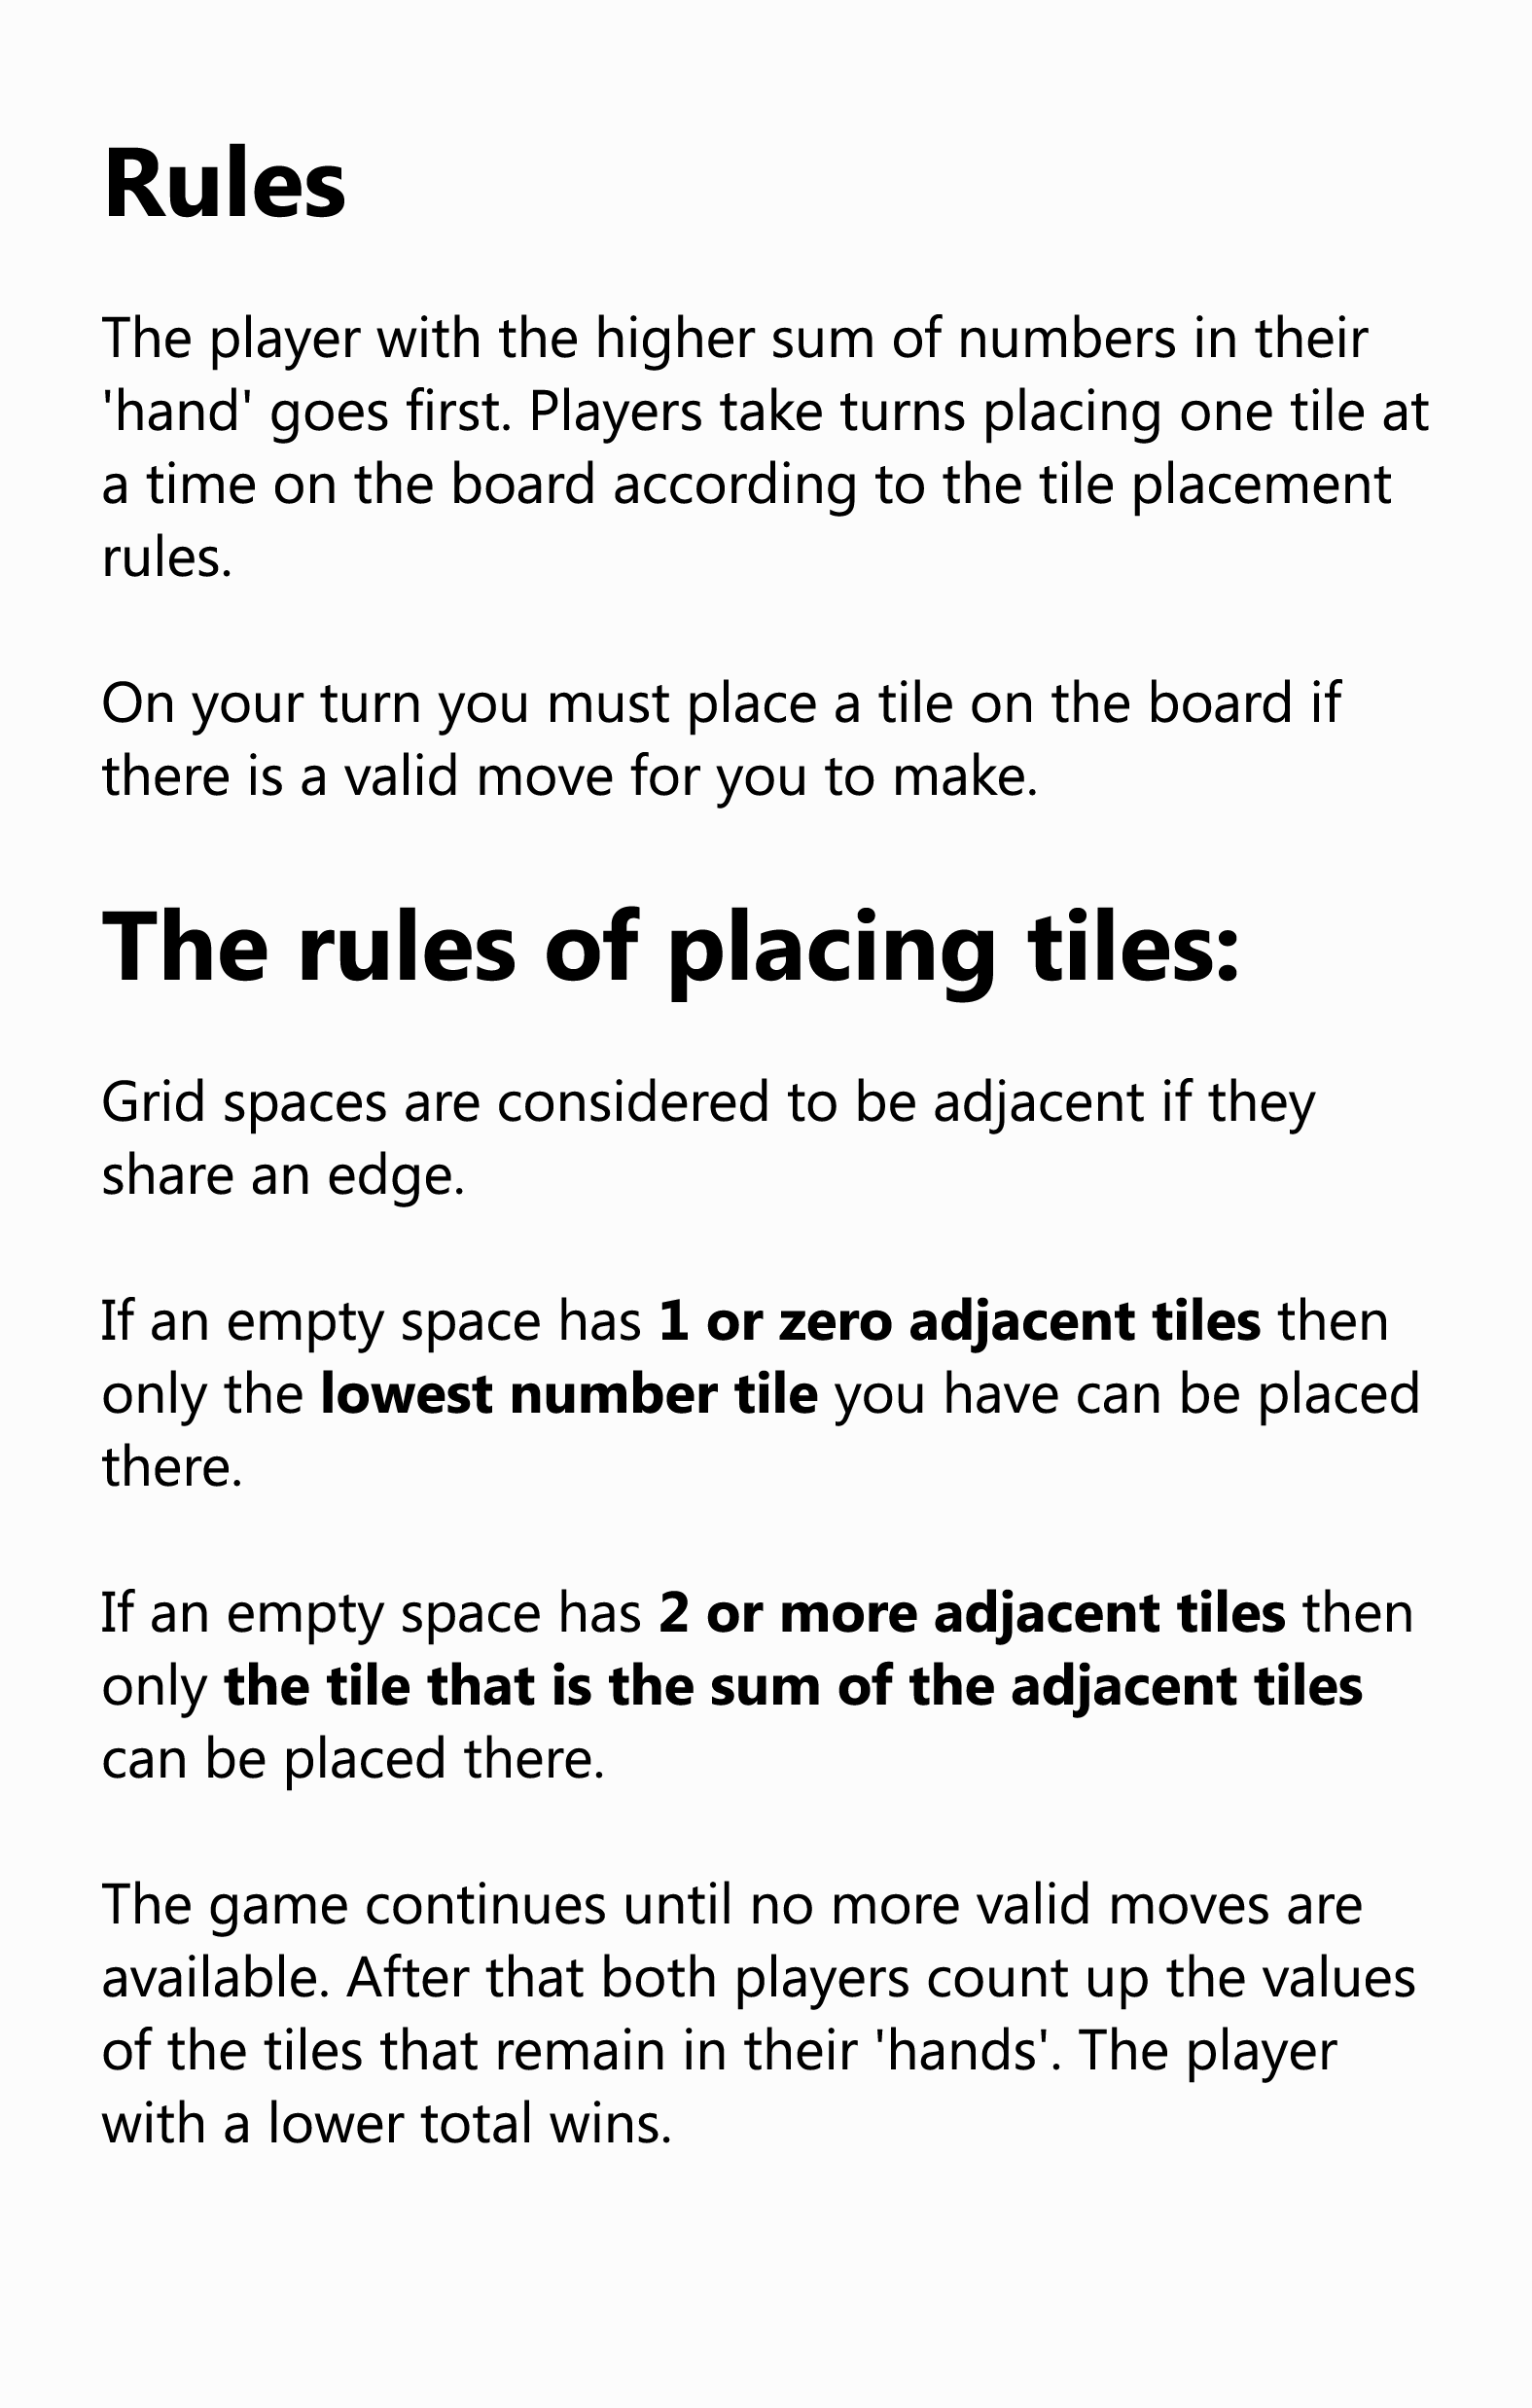 Rules
The player with the higher sum of numbers in their
'hand' goes first. Players take turns placing one tile at
a time on the board according to the tile placement
rules.
On your turn you must place a tile on the board if
there is a valid move for you to make.
The rules of placing tiles:
Grid spaces are considered to be adjacent if they
share an edge.
If an empty space has 1 or zero adjacent tiles then
only the lowest number tile you have can be placed
there.
If an empty space has 2 or more adjacent tiles then
only the tile that is the sum of the adjacent tiles
can be placed there.
The game continues until no more valid moves are
available. After that both players count up the values
of the tiles that remain in their 'hands'. The player
with a lower total wins.